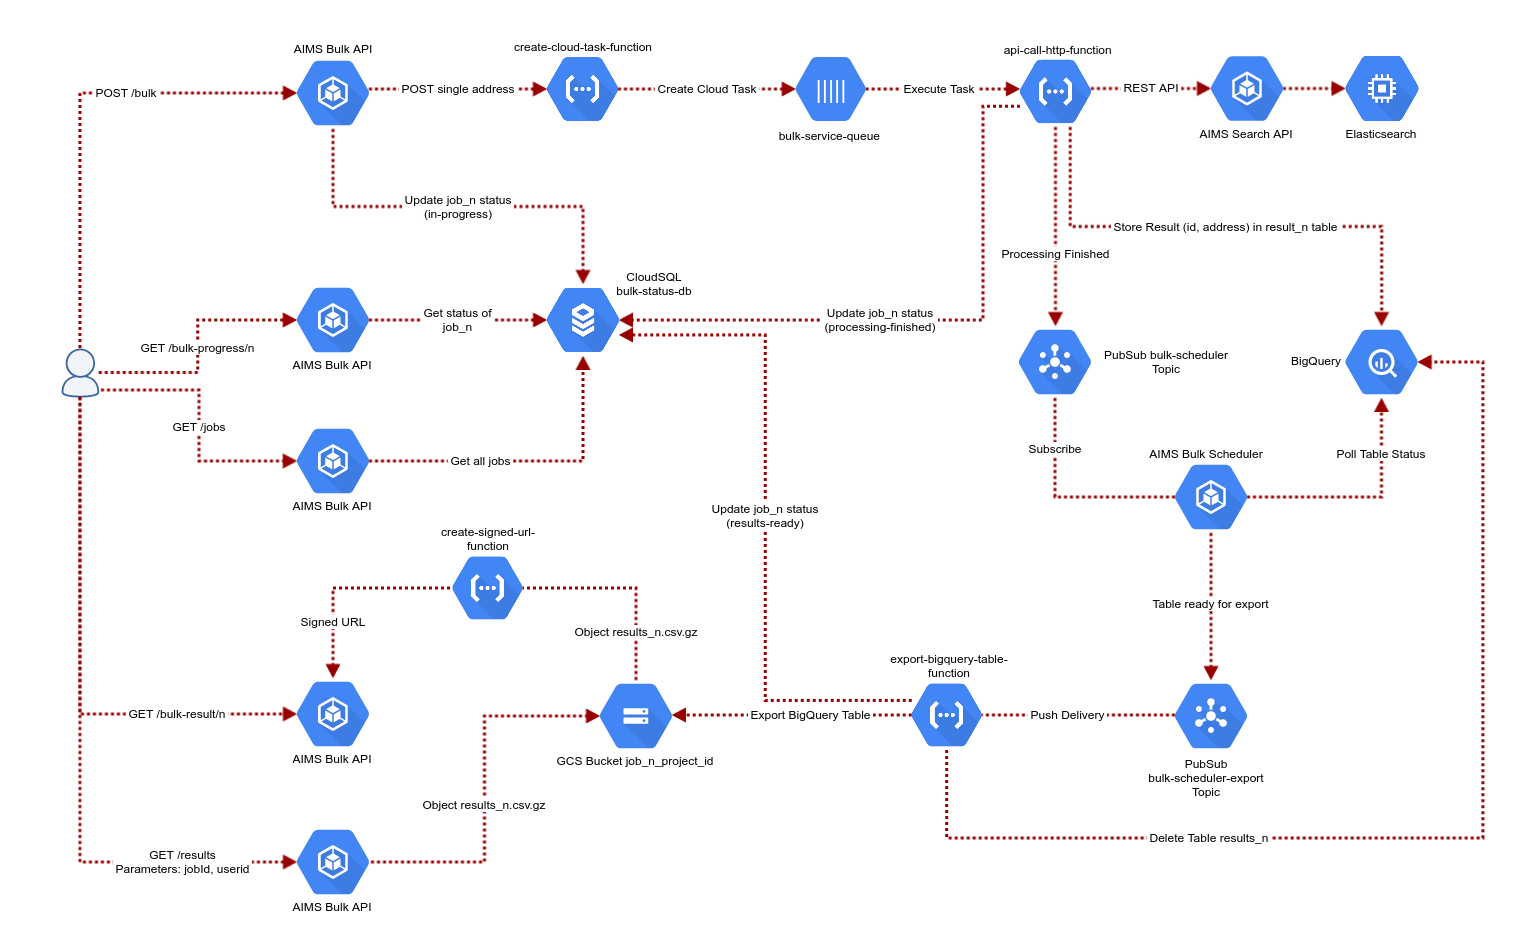 AIMS Bulk API
create-cloud-task-function
api-call-http-function
POST /bulk
POST single address
Create Cloud Task
Execute Task
REST API
bulk-service-queue
AIMS Search API
Elasticsearch
Update job_n status
(in-progress)
Store Result (id, address) in result_n table
Processing Finished
CloudSQL
bulk-status-db
Get status of
job_n
Update job_n status
(processing-finished)
GET /bulk-progress/n
AIMS Bulk API
PubSub bulk-scheduler
Topic
BigQuery
GET /jobs
Get all jobs
AIMS Bulk API
Subscribe
AIMS Bulk Scheduler
Poll Table Status
Update job_n status
(results-ready)
create-signed-url-
function
Signed URL
Object results_n.csv.gz
Table ready for export
export-bigquery-table-
function
GET /bulk-result/n
Export BigQuery Table
Push Delivery
AIMS Bulk API
GCS Bucket job_n_project_id
PubSub
bulk-scheduler-export
Topic
Object results_n.csv.gz
Delete Table results_n
GET /results
Parameters: jobId, userid
AIMS Bulk API